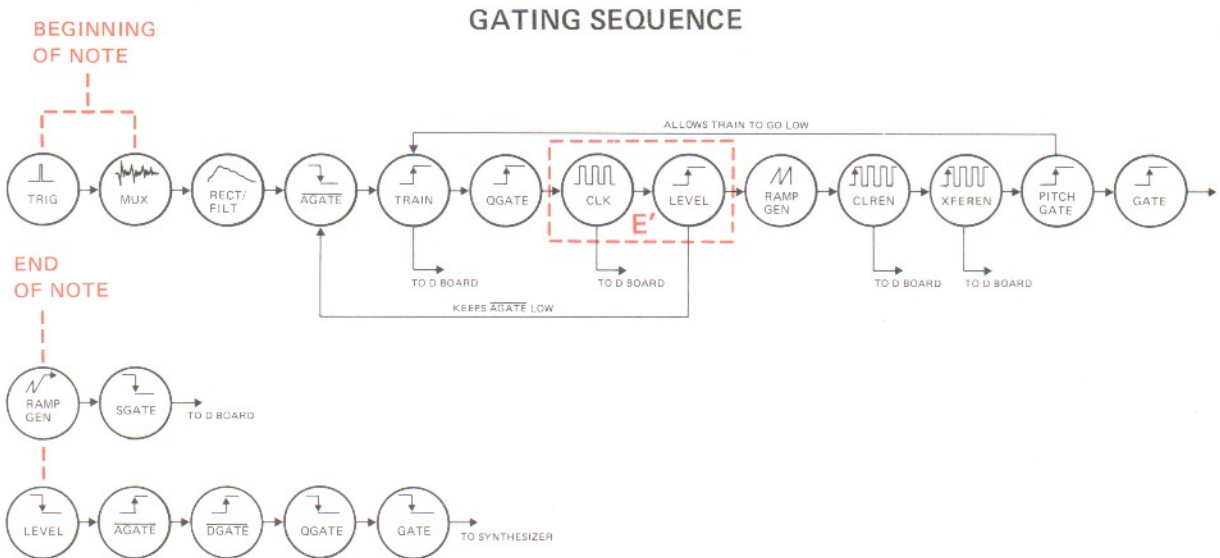 GATING SEQUENCE
BEGINNING
OF NOTE
ALLOWS TRAIN TO GO LOW
TRIG
MUX
RECT/
FILT
AGATE
TRAIN
QGATE
CLK
LEVEL
E'
RAMP
GEN
CLREN
XFEREN
PITCH
GATE
GATE
TO D BOARD
TO D BOARD
TO D BOARD
TO D BOARD
KEEPS AGATE LOW
END
OF NOTE
RAMP
GEN
SGATE
TO D BOARD
LEVEL
AGATE
DGATE
QGATE
GATE
TO SYNTHESIZER